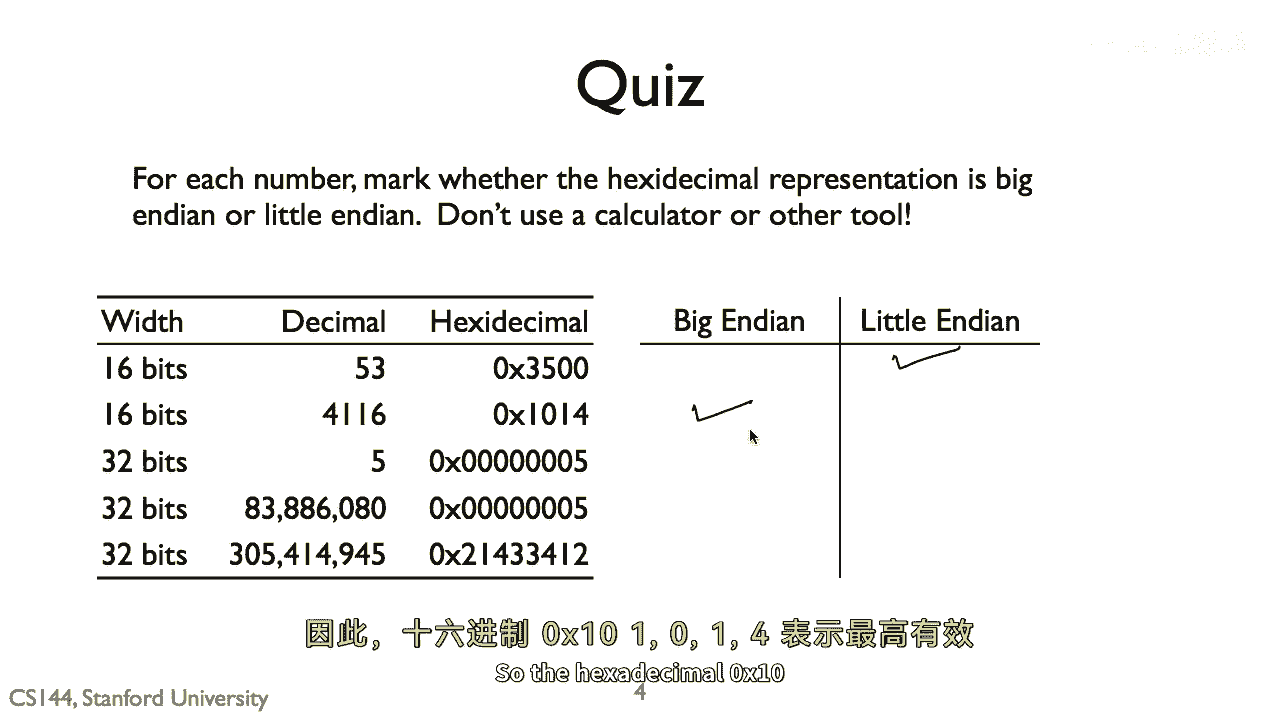 Quiz
For each number, mark whether the hexidecimal representation is big
endian or little endian. Don't use a calculator or other tool!
Width Decimal Hexidecimal Big Endian Little Endian
16 bits 53 0x3500
16 bits 4116 0x1014
32 bits 5 0x00000005
32 bits 83,886,080 0x00000005
32 bits 305,414,945 0x21433412
因此，十六进制 0x10 1, 0, 1, 4 表示最高有效
So the hexadecimal 0x10
CS144, Stanford University 4